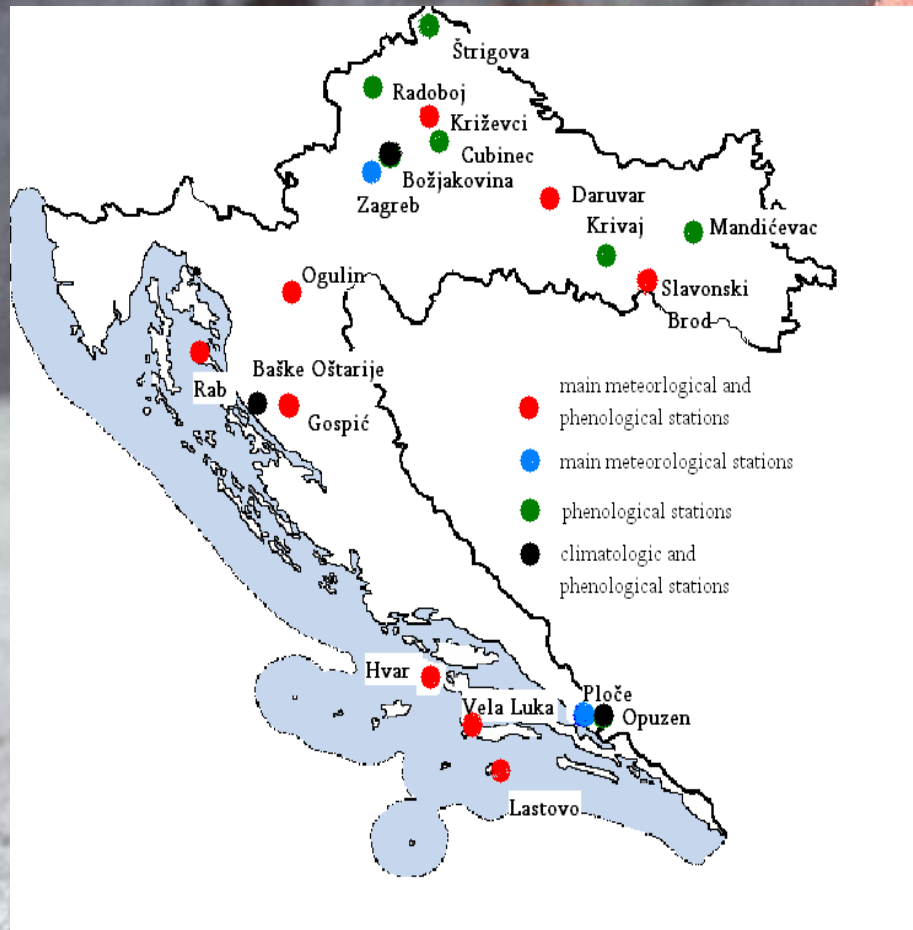 Štrigova
Radoboj
Križevci
Cubinec
Božjakovina
Zagreb
Daruvar
Krivaj
Mandićevac
Ogulin
Slavonski
Brod
Baške Oštarije
Rab
Gospić
main meteorlogical and
phenological stations
main meteorological stations
phenological stations
climatologic and
phenological stations
Hvar
Ploče
Vela Luka
Opuzen
Lastovo